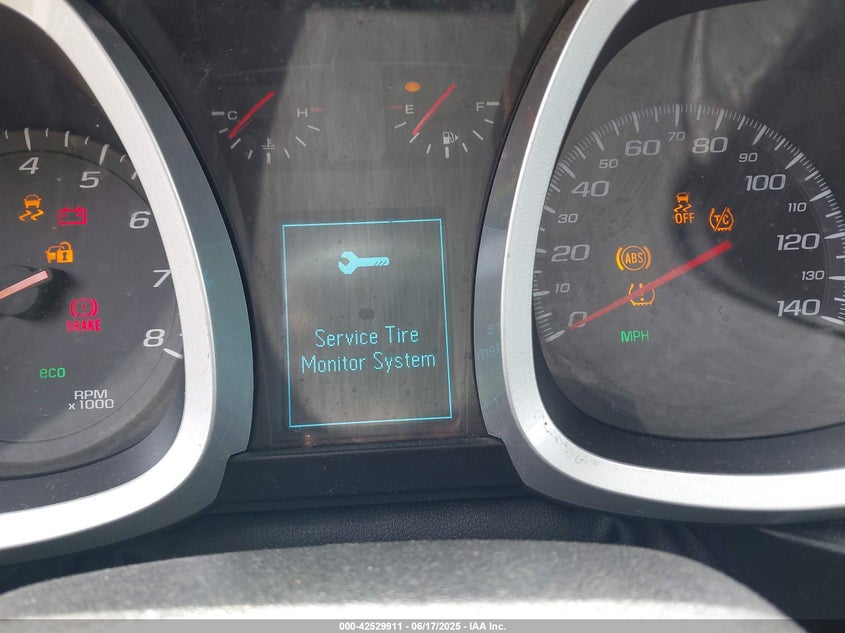 C H
E F
4 5 6 7 8
BRAKE
eco
RPM
x 1000
Service Tire
Monitor System
0 10 20 30 40 50 60 70 80 90 100 110 120 130 140
OFF
T/C
ABS
MPH
000-42529911 - 06/17/2025 - IAA Inc.